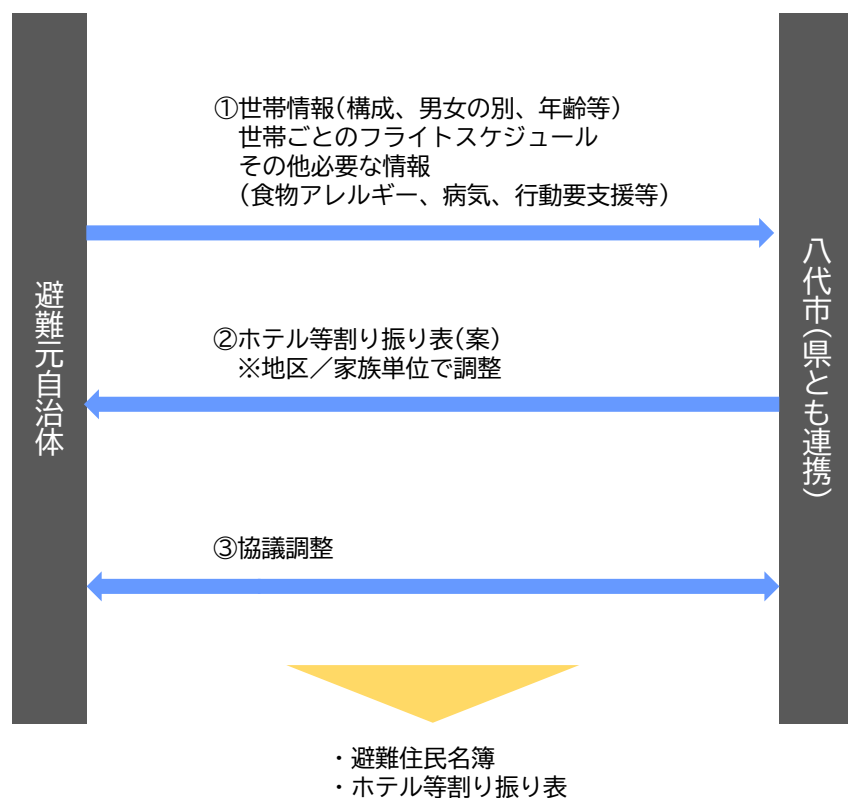 ①世帯情報(構成、男女の別、年齢等)
世帯ごとのフライトスケジュール
その他必要な情報
(食物アレルギー、病気、行動要支援等)
避難元自治体
八代市(県とも連携)
②ホテル等割り振り表(案)
※地区／家族単位で調整
③協議調整
・避難住民名簿
・ホテル等割り振り表